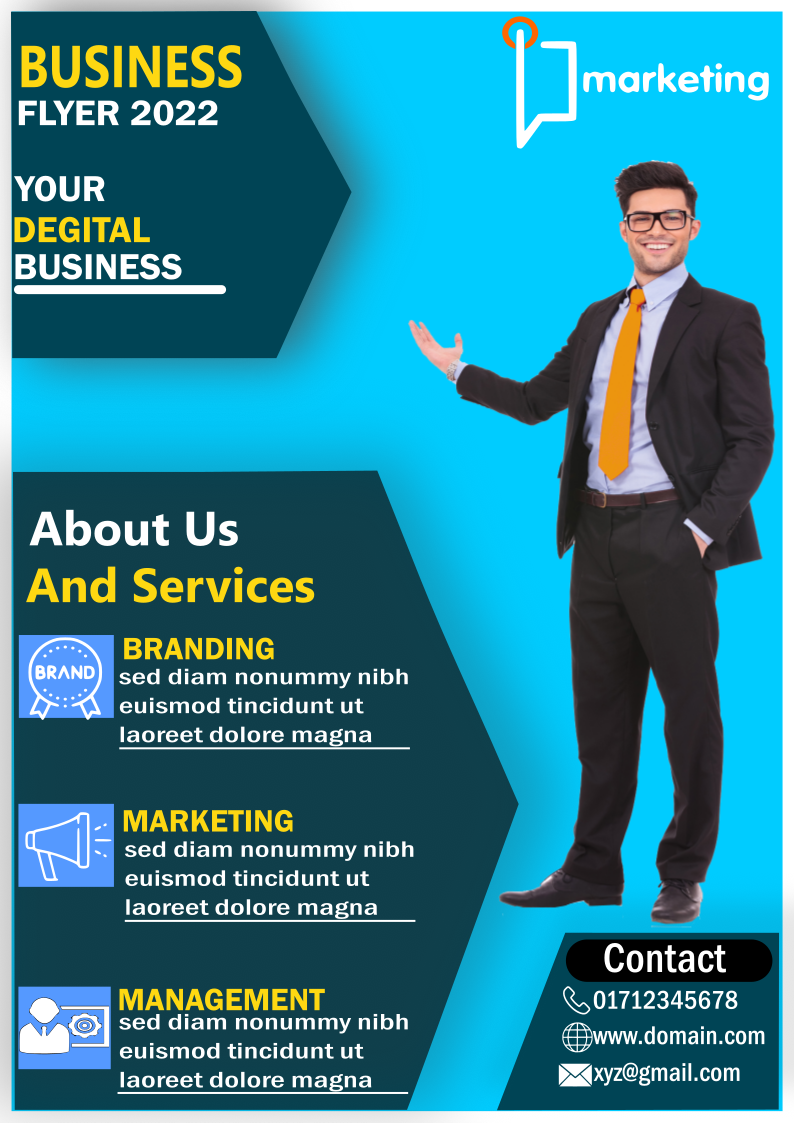 BUSINESS
FLYER 2022
marketing
YOUR
DEGITAL
BUSINESS
About Us
And Services
BRAND
BRANDING
sed diam nonummy nibh
euismod tincidunt ut
laoreet dolore magna
MARKETING
sed diam nonummy nibh
euismod tincidunt ut
laoreet dolore magna
MANAGEMENT
sed diam nonummy nibh
euismod tincidunt ut
laoreet dolore magna
Contact
01712345678
www.domain.com
xyz@gmail.com